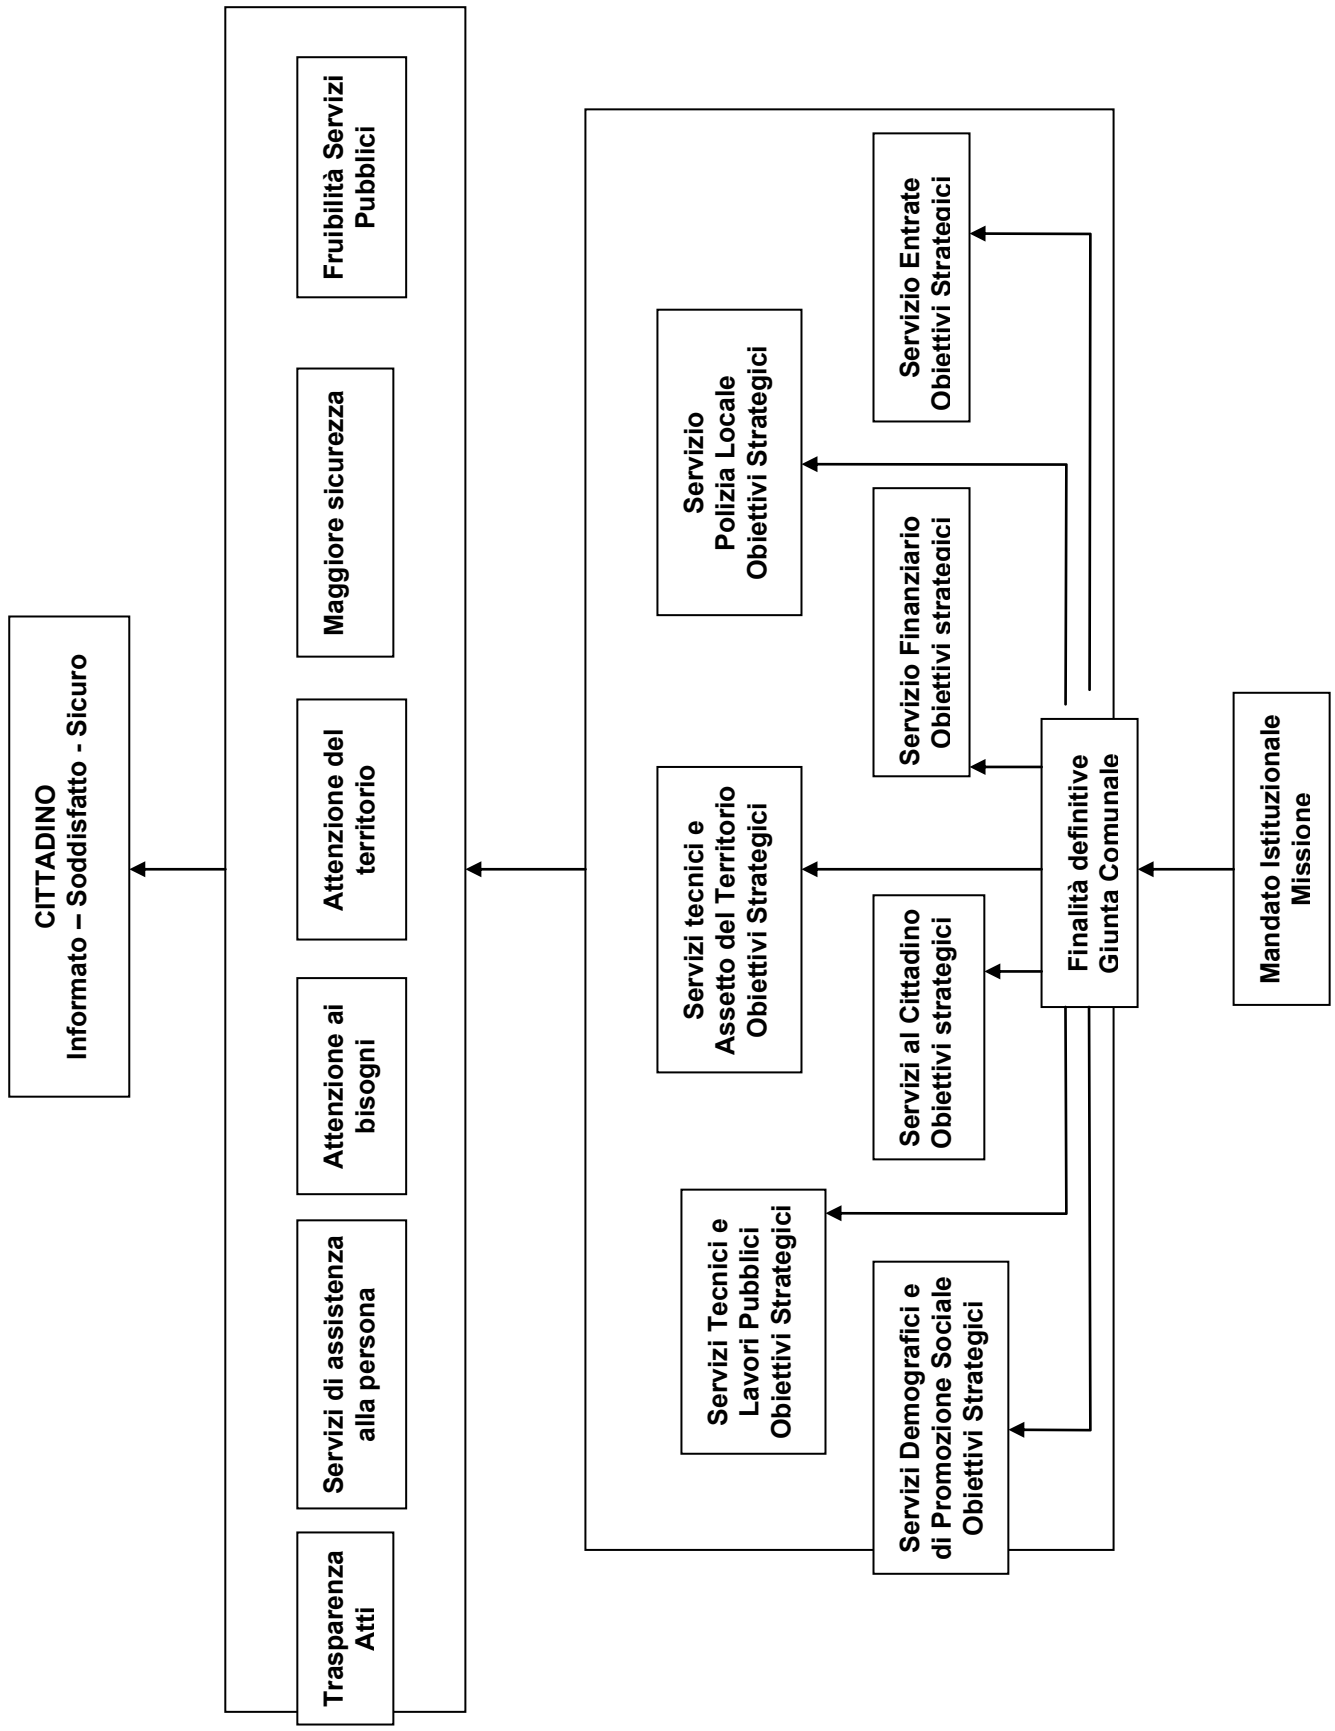 CITTADINO
Informato – Soddisfatto - Sicuro
Trasparenza
Atti
Servizi di assistenza
alla persona
Attenzione ai
bisogni
Attenzione del
territorio
Maggiore sicurezza
Fruibilità Servizi
Pubblici
Servizi Tecnici e
Lavori Pubblici
Obiettivi Strategici
Servizi tecnici e
Assetto del Territorio
Obiettivi Strategici
Servizio
Polizia Locale
Obiettivi Strategici
Servizi Demografici e
di Promozione Sociale
Obiettivi Strategici
Servizi al Cittadino
Obiettivi strategici
Servizio Finanziario
Obiettivi strategici
Servizio Entrate
Obiettivi Strategici
Finalità definitive
Giunta Comunale
Mandato Istituzionale
Missione